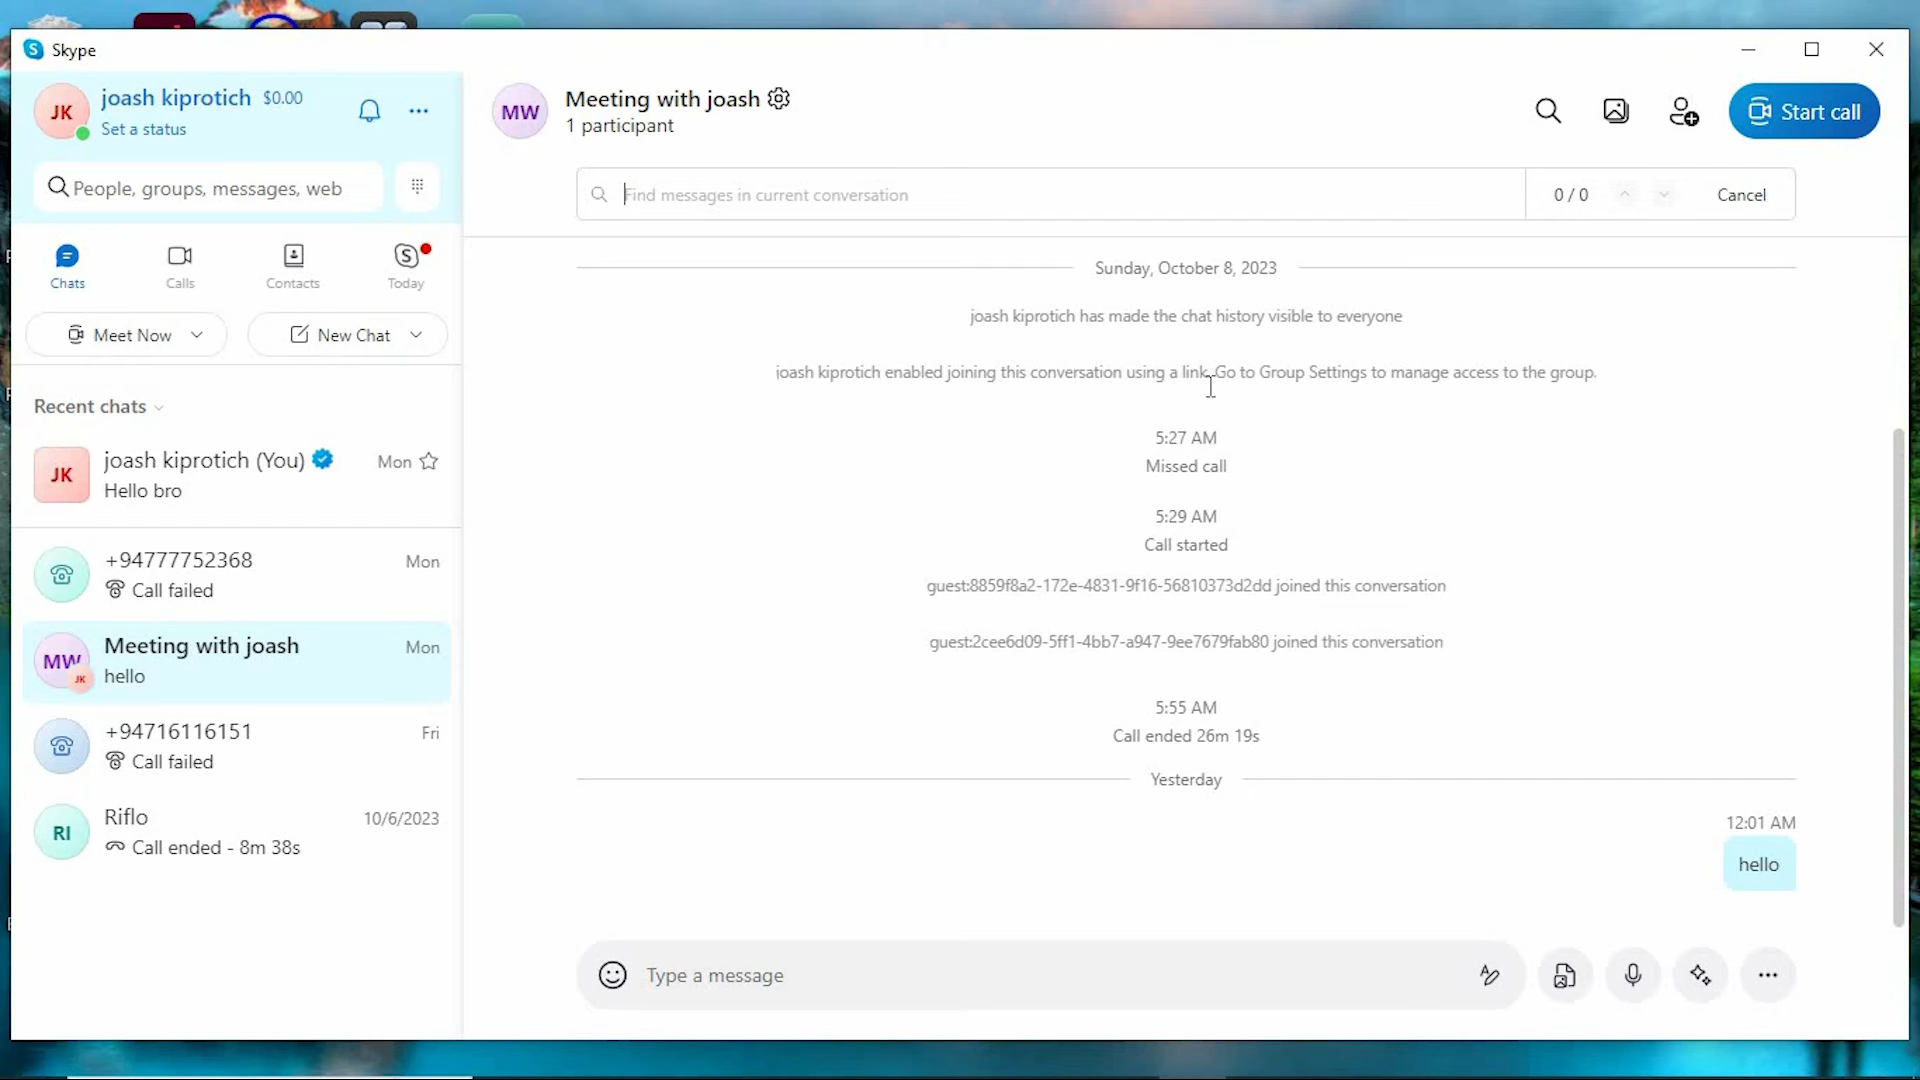 Skype
JK
joash kiprotich $0.00
Set a status
People, groups, messages, web
Chats
Calls
Contacts
Today
Meet Now
New Chat
Recent chats
JK
joash kiprotich (You)
Mon
Hello bro
+94777752368
Mon
Call failed
MW
JK
Meeting with joash
Mon
hello
+94716116151
Fri
Call failed
RI
Riflo
10/6/2023
Call ended - 8m 38s
MW
Meeting with joash
1 participant
Start call
Find messages in current conversation
0 / 0
Cancel
Sunday, October 8, 2023
joash kiprotich has made the chat history visible to everyone
joash kiprotich enabled joining this conversation using a link. Go to Group Settings to manage access to the group.
5:27 AM
Missed call
5:29 AM
Call started
guest:8859f8a2-172e-4831-9f16-56810373d2dd joined this conversation
guest:2cee6d09-5ff1-4bb7-a947-9ee7679fab80 joined this conversation
5:55 AM
Call ended 26m 19s
Yesterday
12:01 AM
hello
Type a message